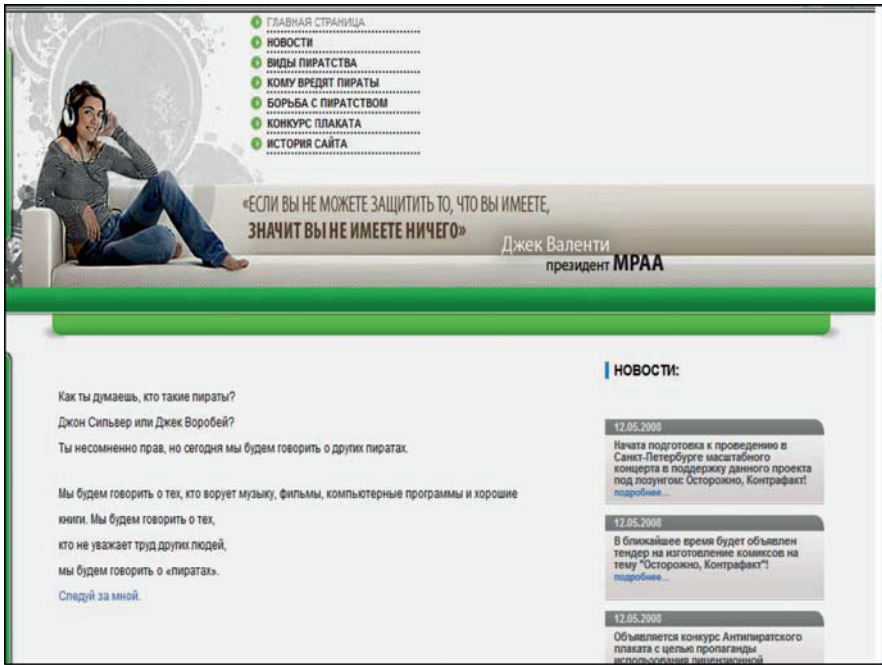 ГЛАВНАЯ СТРАНИЦА
НОВОСТИ
ВИДЫ ПИРАТСТВА
КОМУ ВРЕДЯТ ПИРАТЫ
БОРЬБА С ПИРАТСТВОМ
КОНКУРС ПЛАКАТА
ИСТОРИЯ САЙТА
«ЕСЛИ ВЫ НЕ МОЖЕТЕ ЗАЩИТИТЬ ТО, ЧТО ВЫ ИМЕЕТЕ,
ЗНАЧИТ ВЫ НЕ ИМЕЕТЕ НИЧЕГО»
Джек Валенти
президент МРАА
Как ты думаешь, кто такие пираты?
Джон Сильвер или Джек Воробей?
Ты несомненно прав, но сегодня мы будем говорить о других пиратах.
Мы будем говорить о тех, кто ворует музыку, фильмы, компьютерные программы и хорошие
книги. Мы будем говорить о тех,
кто не уважает труд других людей,
мы будем говорить о «пиратах».
Следуй за мной.
НОВОСТИ:
12.05.2008
Начата подготовка к проведению в
Санкт-Петербурге масштабного
концерта в поддержку данного проекта
под лозунгом: Осторожно, Контрафакт!
подробнее...
12.05.2008
В ближайшее время будет объявлен
тендер на изготовление комиксов на
тему "Осторожно, Контрафакт"!
подробнее...
12.05.2008
Объявляется конкурс Антипиратского
плаката с целью пропаганды
использования лицензионной